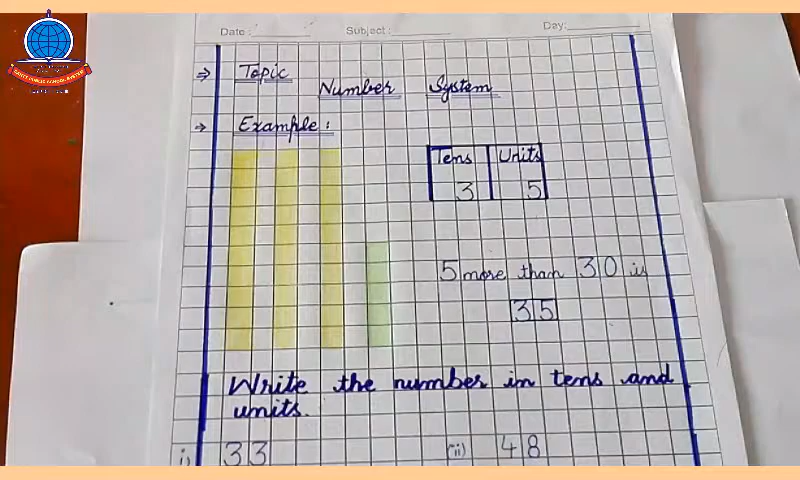 Date : Subject : Day:
⇒ Topic
Number System
→ Example :
Tens Units
3 5
5 more than 30 is
35
Write the number in tens and
units.
i) 33 (ii) 48